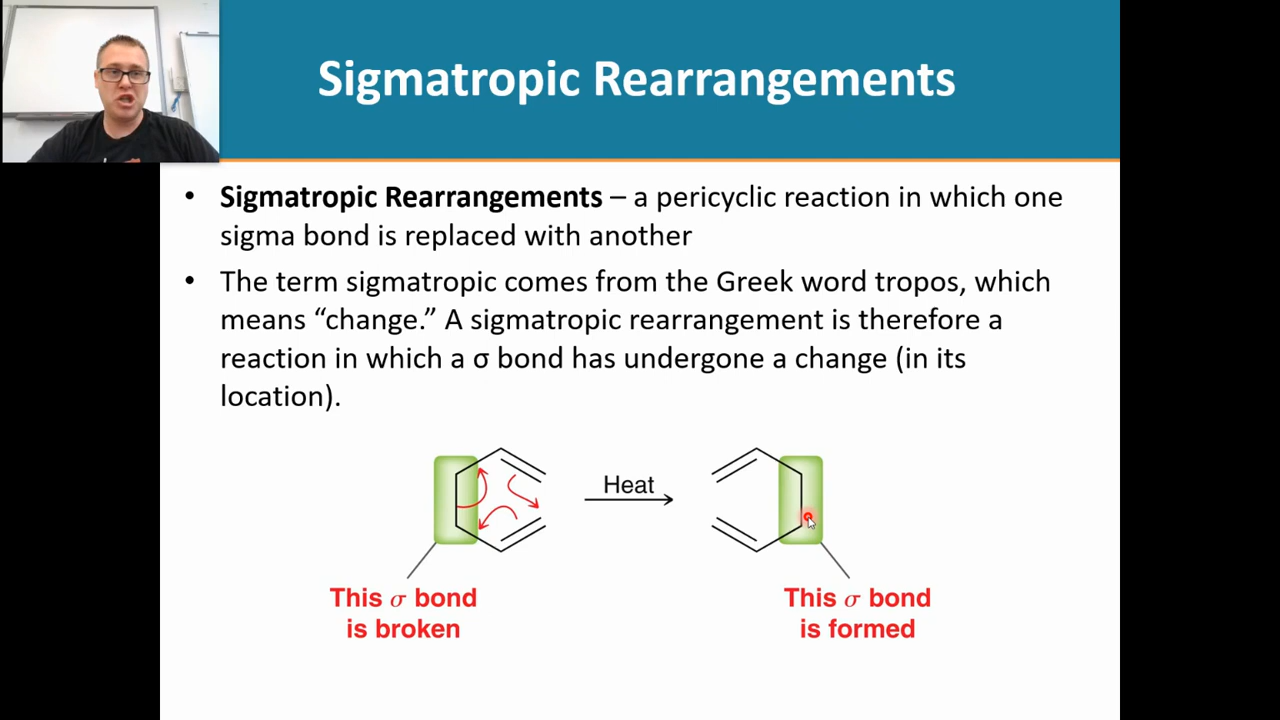 Sigmatropic Rearrangements
• Sigmatropic Rearrangements – a pericyclic reaction in which one
sigma bond is replaced with another
• The term sigmatropic comes from the Greek word tropos, which
means “change.” A sigmatropic rearrangement is therefore a
reaction in which a σ bond has undergone a change (in its
location).
Heat
This σ bond
is broken
This σ bond
is formed